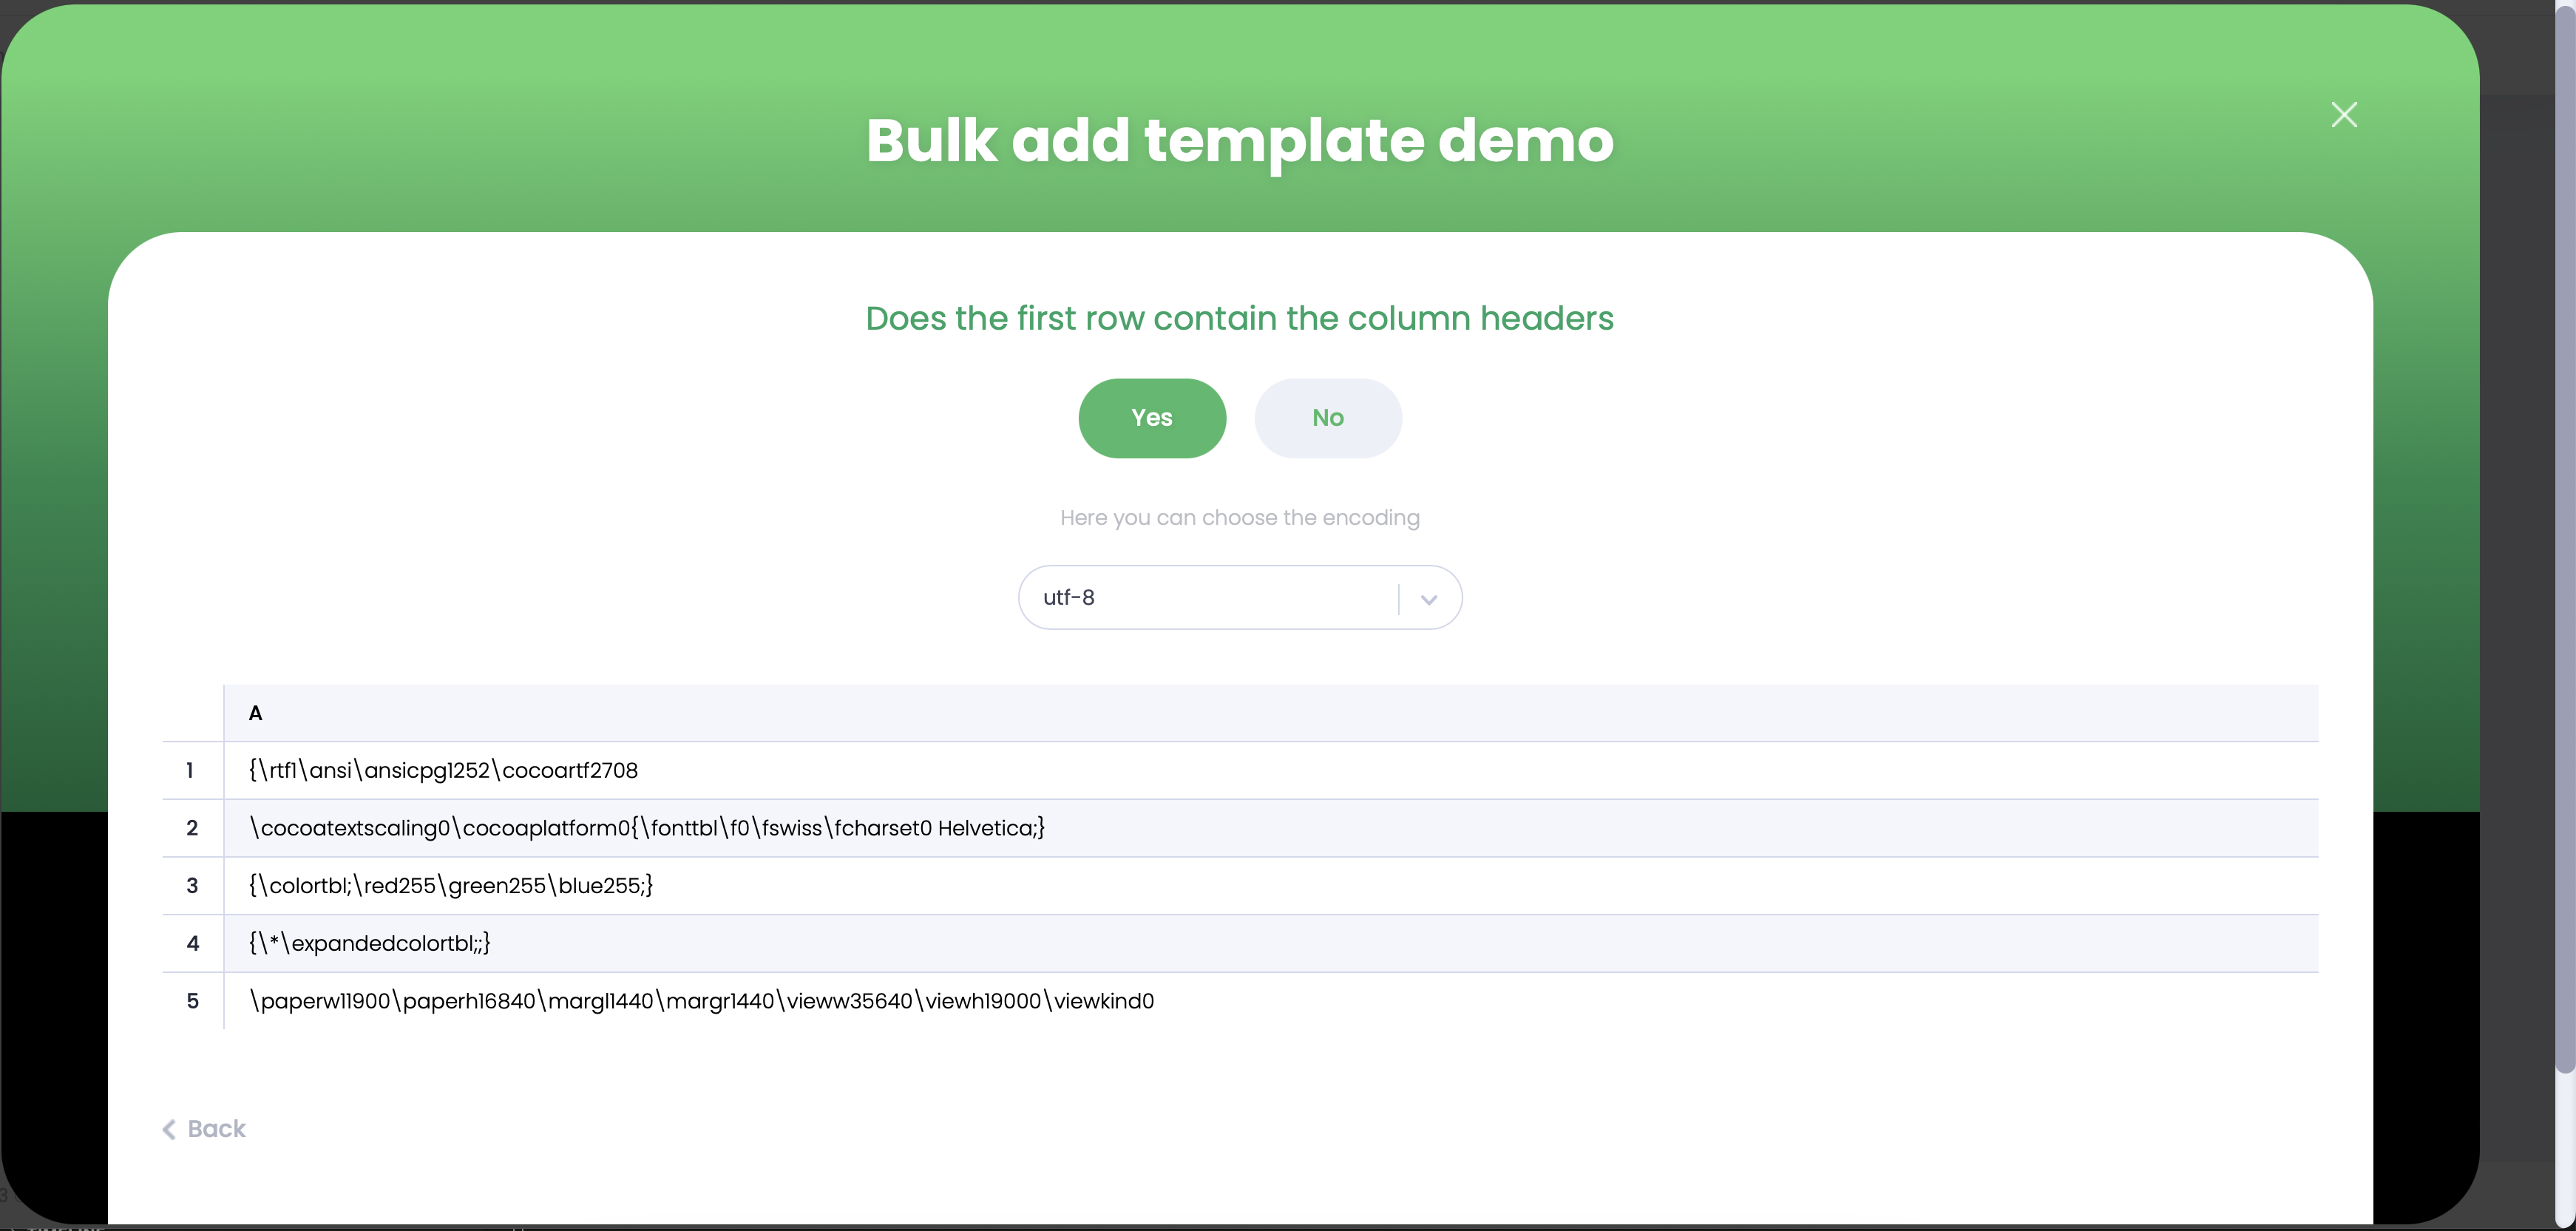 Bulk add template demo
Does the first row contain the column headers
Yes No
Here you can choose the encoding
utf-8
A
1 {\rtf1\ansi\ansicpg1252\cocoartf2708
2 \cocoatextscaling0\cocoaplatform0{\fonttbl\f0\fswiss\fcharset0 Helvetica;}
3 {\colortbl;\red255\green255\blue255;}
4 {\*\expandedcolortbl;;}
5 \paperw11900\paperh16840\margl1440\margr1440\vieww35640\viewh19000\viewkind0
Back